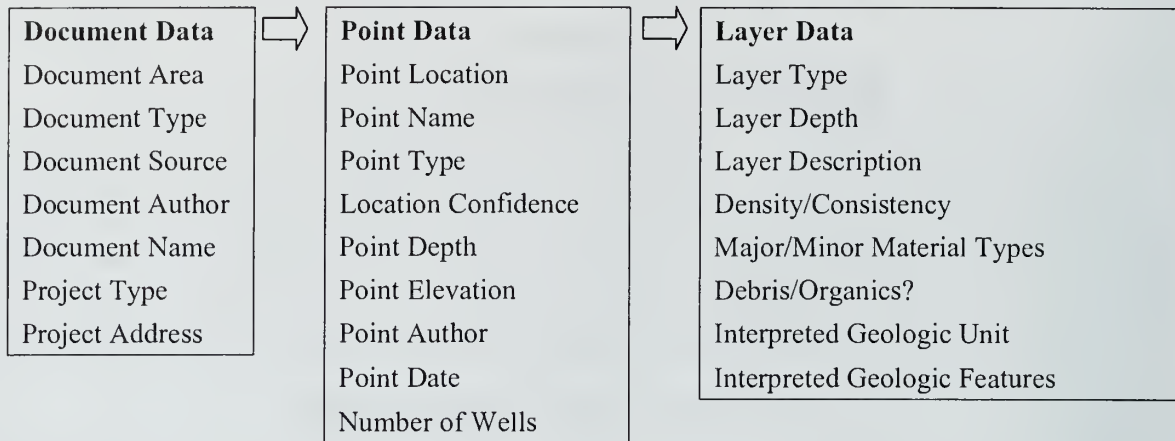 Document Data
Document Area
Document Type
Document Source
Document Author
Document Name
Project Type
Project Address
Point Data
Point Location
Point Name
Point Type
Location Confidence
Point Depth
Point Elevation
Point Author
Point Date
Number of Wells
Layer Data
Layer Type
Layer Depth
Layer Description
Density/Consistency
Major/Minor Material Types
Debris/Organics?
Interpreted Geologic Unit
Interpreted Geologic Features